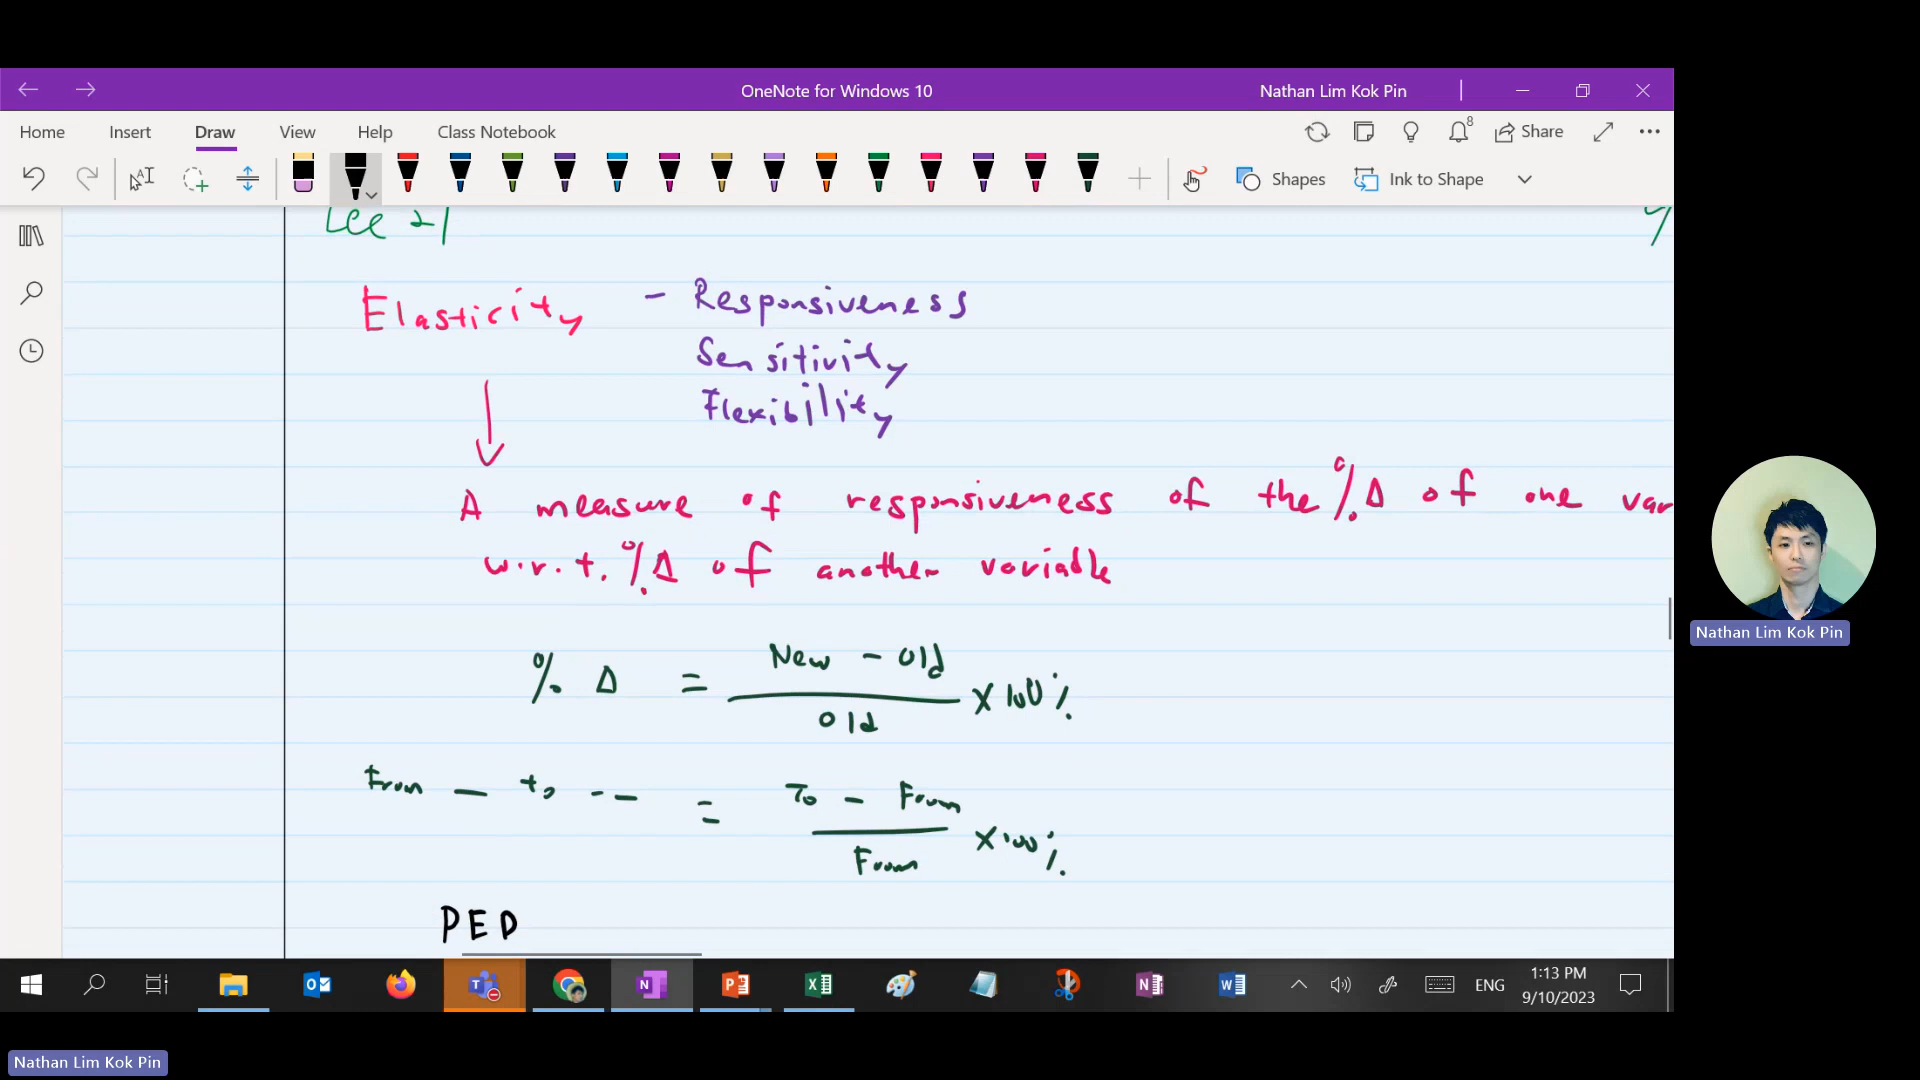 OneNote for Windows 10
Nathan Lim Kok Pin
Home Insert Draw View Help Class Notebook
8
Share
Shapes
Ink to Shape
Lec 21
Elasticity - Responsiveness
Sensitivity
Flexibility
A measure of responsiveness of the %Δ of one var
w.r.t. %Δ of another variable
% Δ = New - Old
Old
X 100%
From — to -- = To - From
From
X 100%
PED
Nathan Lim Kok Pin
ENG
1:13 PM
9/10/2023
Nathan Lim Kok Pin